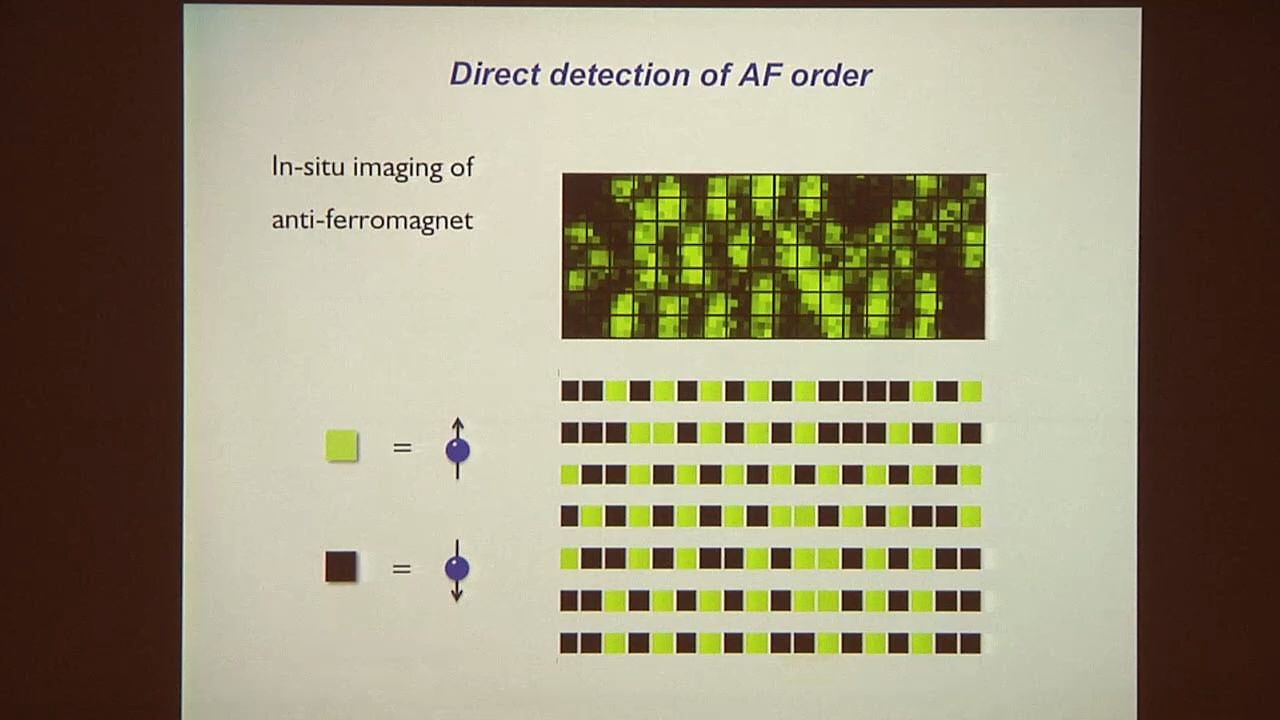 Direct detection of AF order
In-situ imaging of
anti-ferromagnet
=
=